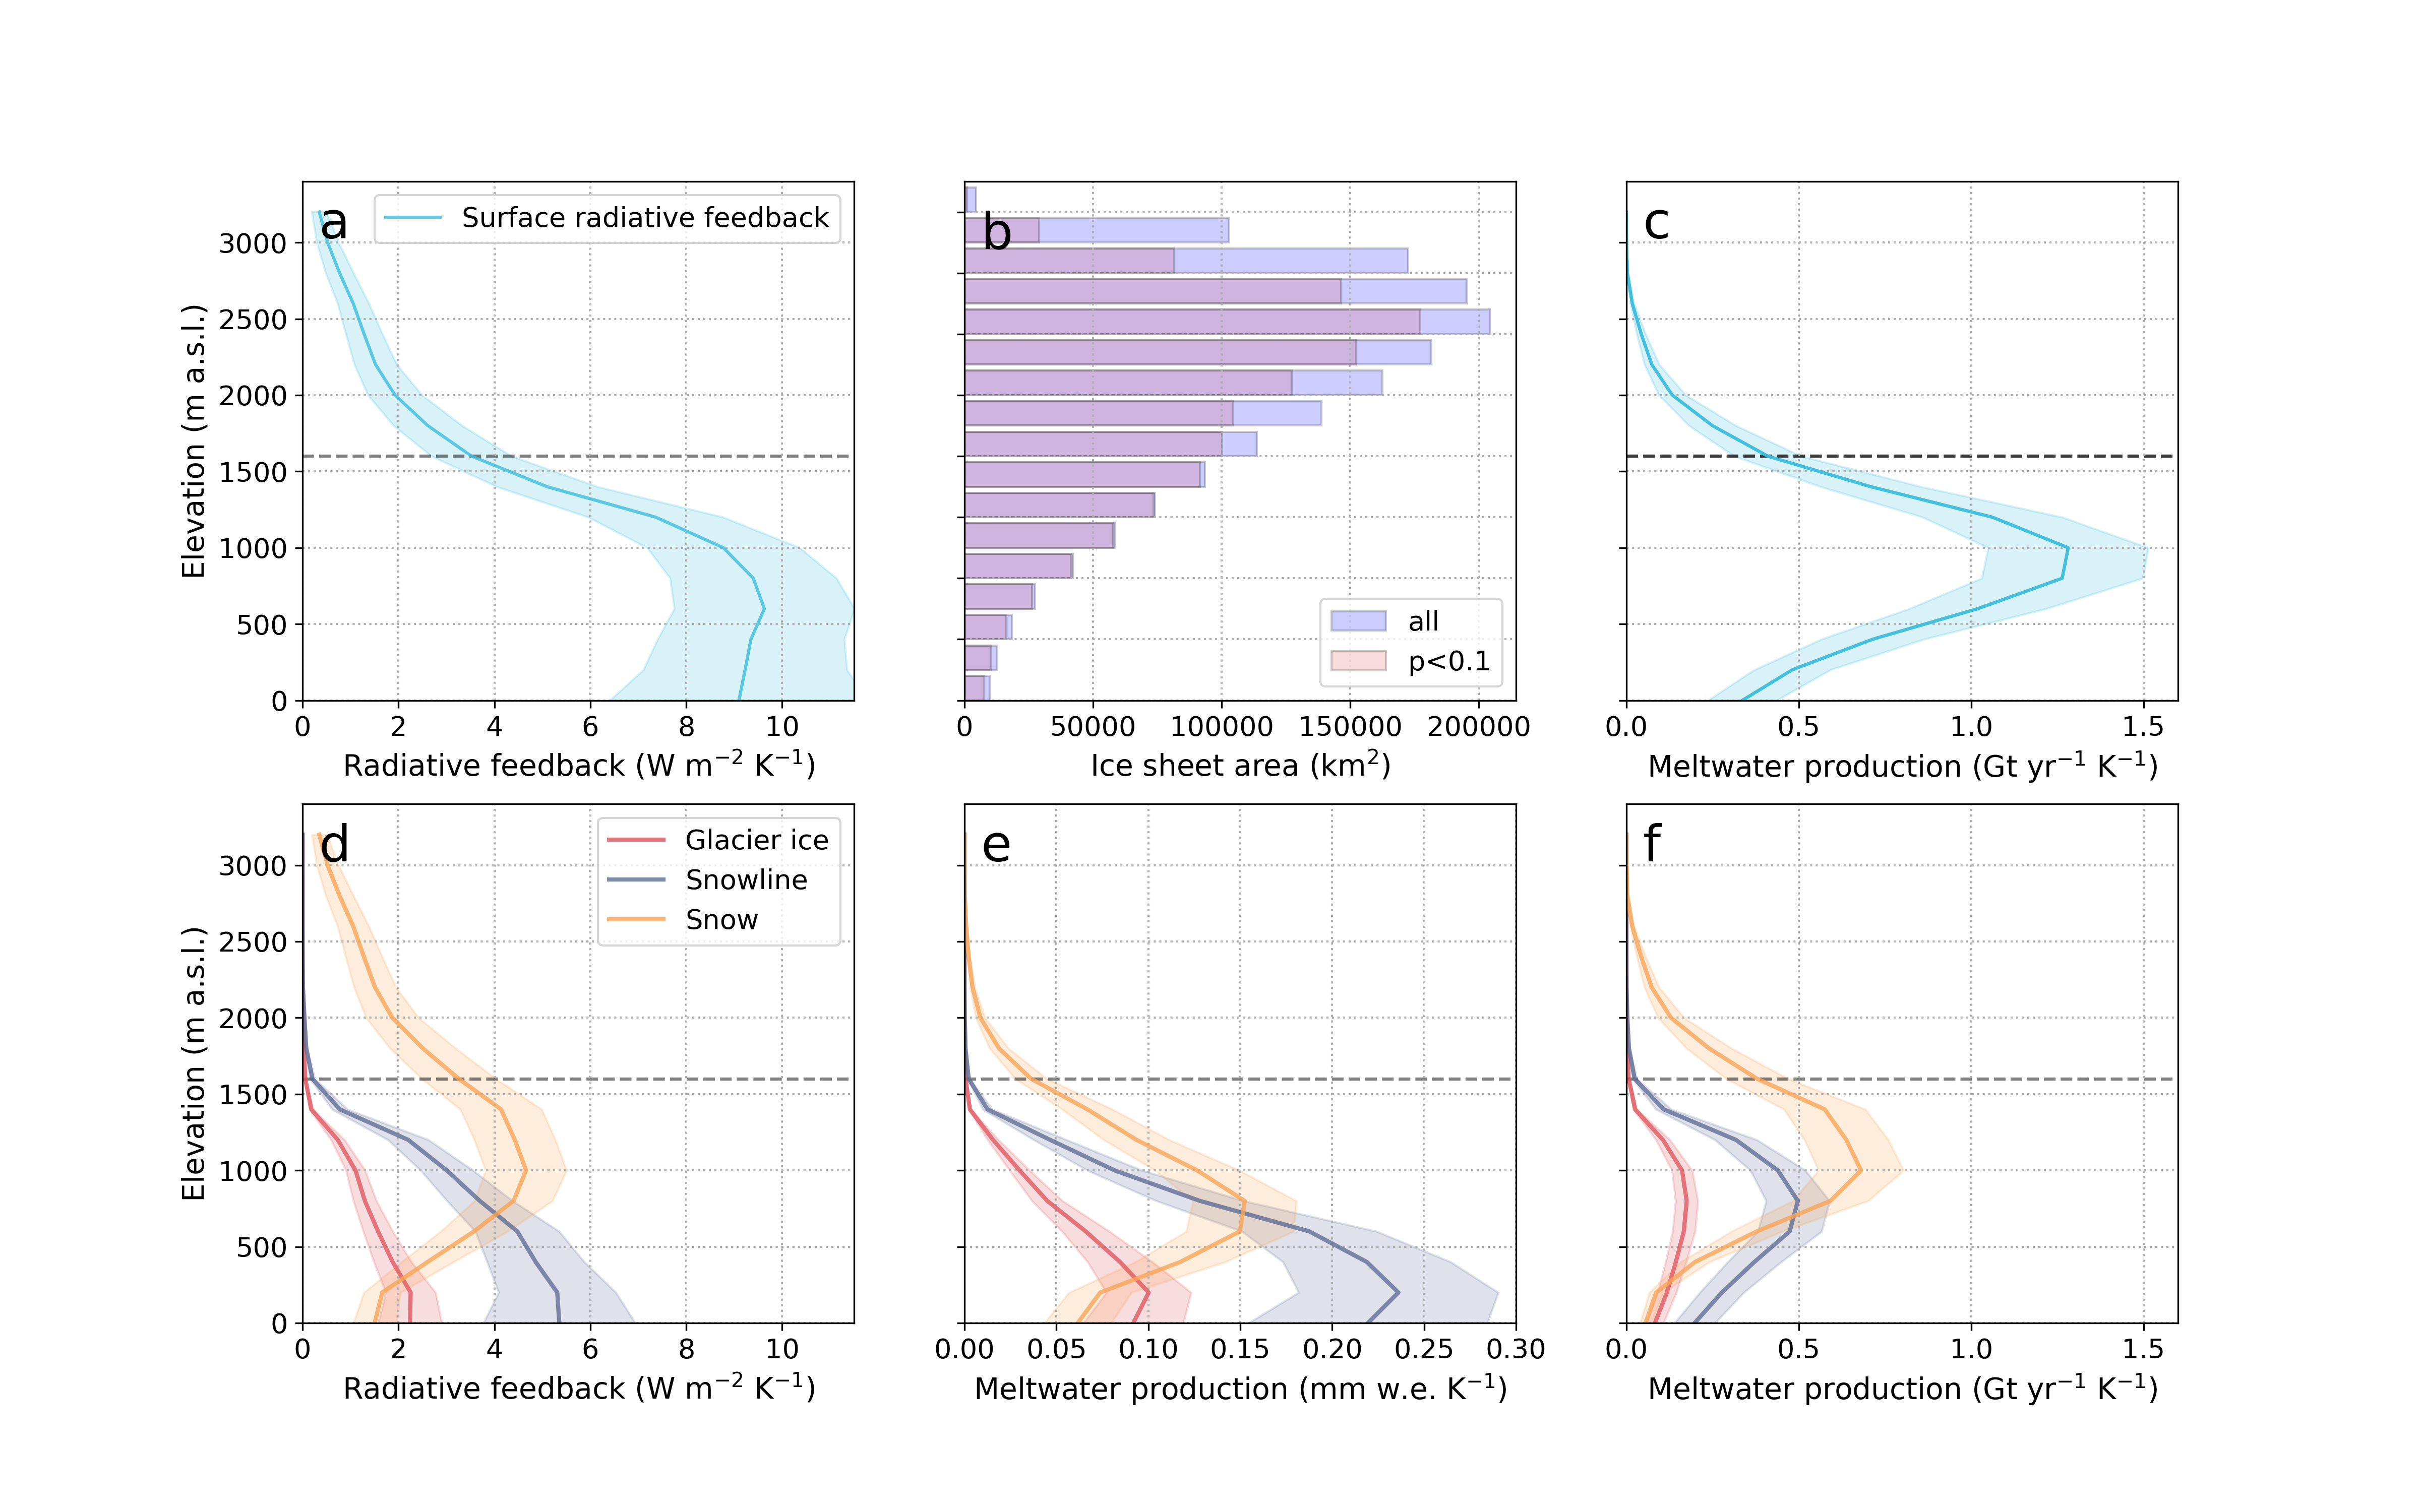 a
Surface radiative feedback
3000
2500
2000
1500
1000
500
0
Elevation (m a.s.l.)
0 2 4 6 8 10
Radiative feedback (W m⁻² K⁻¹)
b
all
p<0.1
0 50000 100000 150000 200000
Ice sheet area (km²)
c
0.0 0.5 1.0 1.5
Meltwater production (Gt yr⁻¹ K⁻¹)
d
Glacier ice
Snowline
Snow
3000
2500
2000
1500
1000
500
0
Elevation (m a.s.l.)
0 2 4 6 8 10
Radiative feedback (W m⁻² K⁻¹)
e
0.00 0.05 0.10 0.15 0.20 0.25 0.30
Meltwater production (mm w.e. K⁻¹)
f
0.0 0.5 1.0 1.5
Meltwater production (Gt yr⁻¹ K⁻¹)